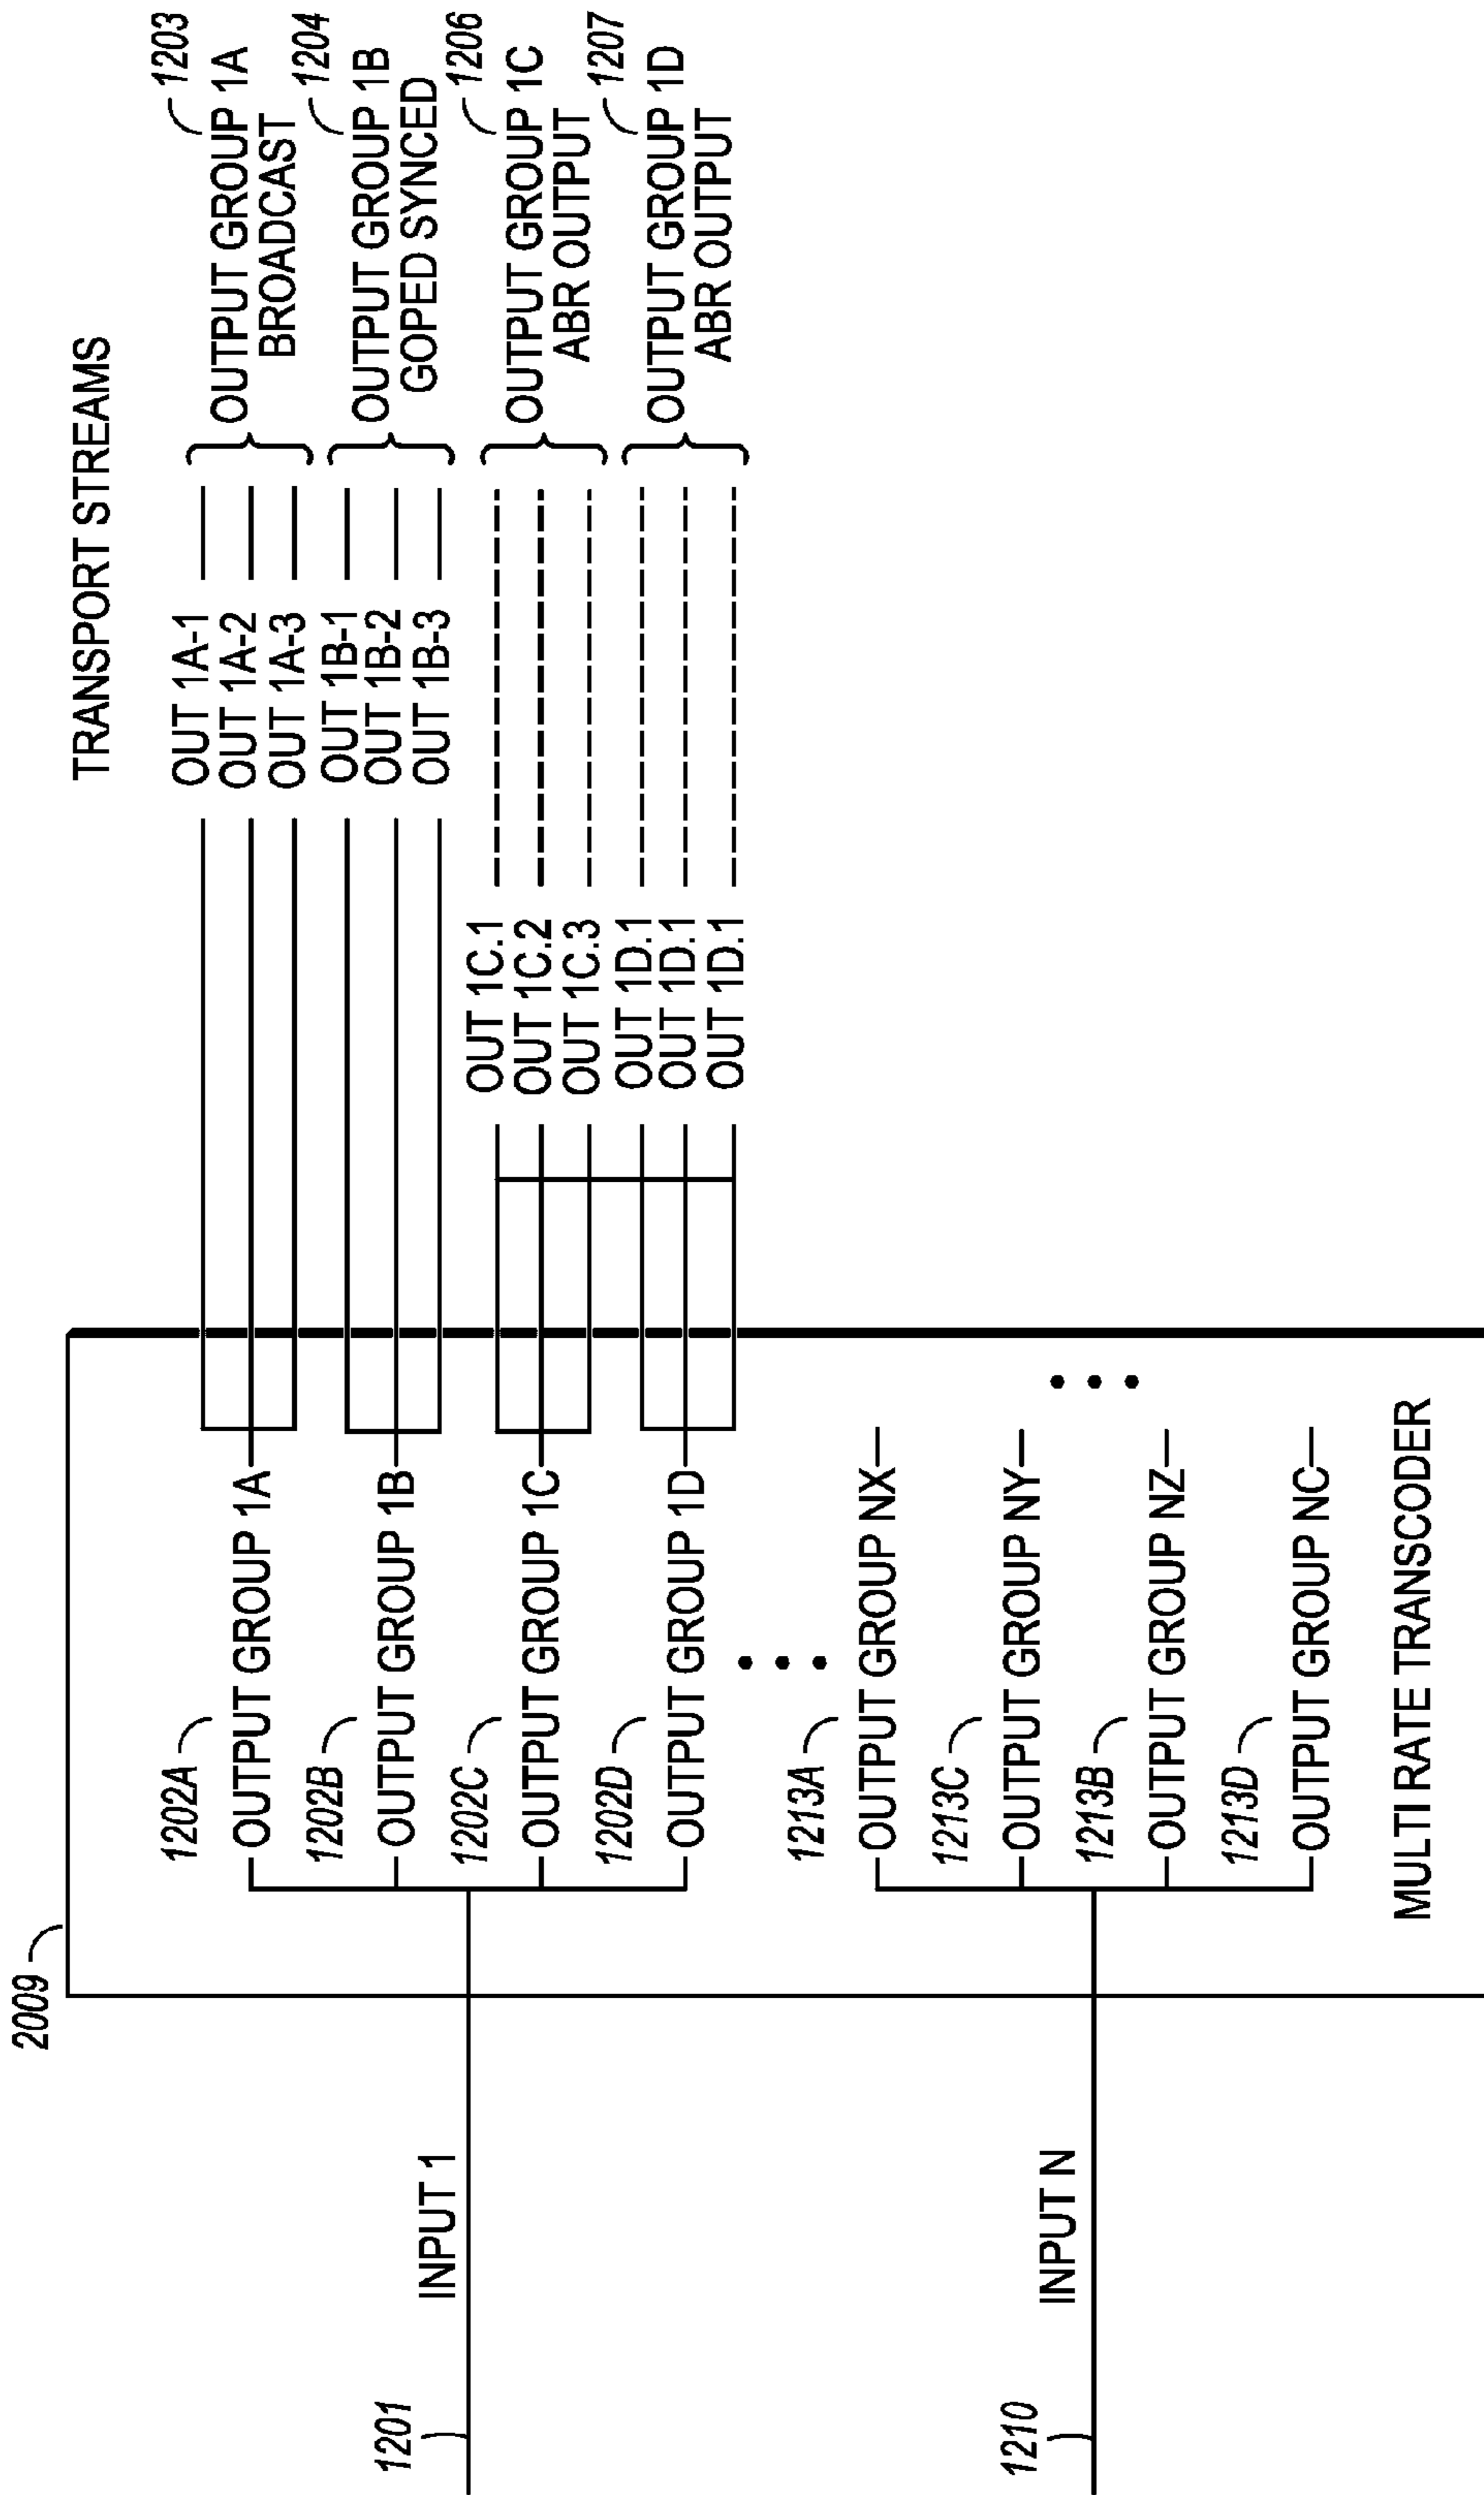 2009
TRANSPORT STREAMS
1201
INPUT 1
1202A
OUTPUT GROUP 1A
1202B
OUTPUT GROUP 1B
1202C
OUTPUT GROUP 1C
1202D
OUTPUT GROUP 1D
OUT 1A-1
OUT 1A-2
OUT 1A-3
OUT 1B-1
OUT 1B-2
OUT 1B-3
OUT 1C.1
OUT 1C.2
OUT 1C.3
OUT 1D.1
OUT 1D.1
OUT 1D.1
1203
OUTPUT GROUP 1A
BROADCAST
1204
OUTPUT GROUP 1B
GOPED SYNCED
1206
OUTPUT GROUP 1C
ABR OUTPUT
1207
OUTPUT GROUP 1D
ABR OUTPUT
1210
INPUT N
1213A
OUTPUT GROUP NX
1213C
OUTPUT GROUP NY
1213B
OUTPUT GROUP NZ
1213D
OUTPUT GROUP NC
MULTI RATE TRANSCODER